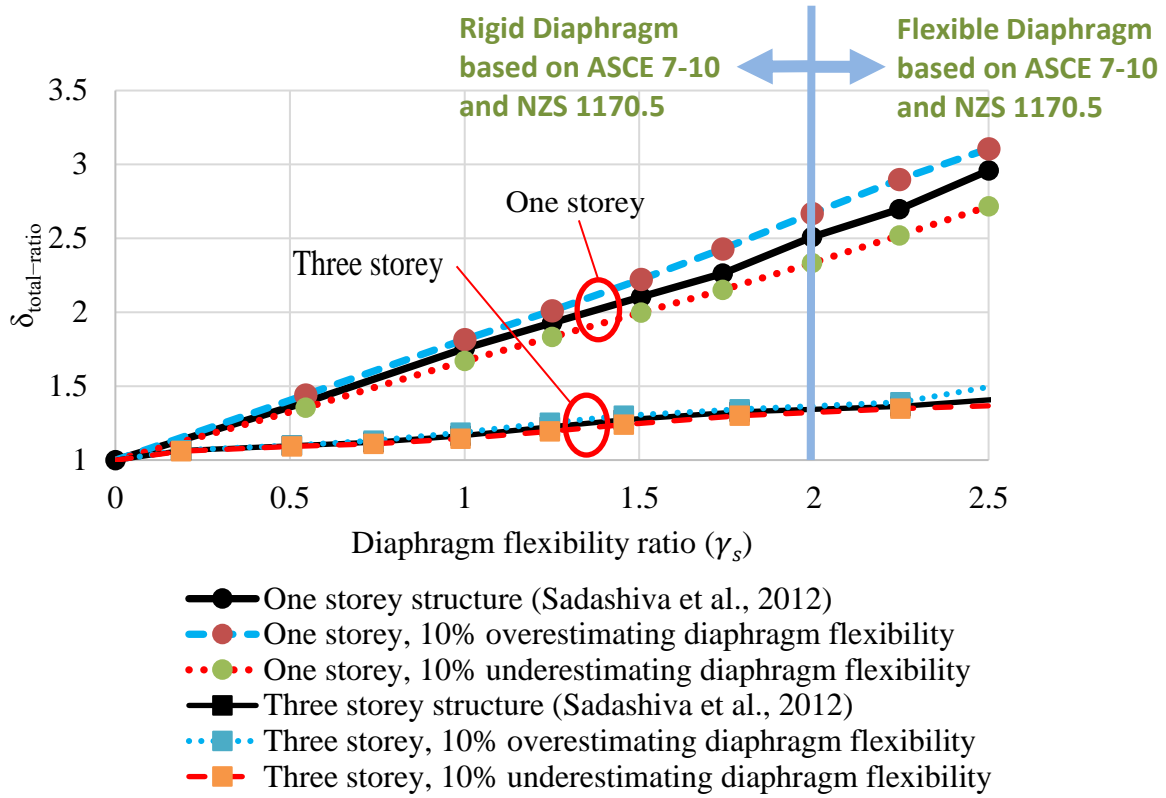 Rigid Diaphragm
based on ASCE 7-10
and NZS 1170.5
Flexible Diaphragm
based on ASCE 7-10
and NZS 1170.5
3.5
3
2.5
2
1.5
1
δtotal−ratio
One storey
Three storey
0
0.5
1
1.5
2
2.5
Diaphragm flexibility ratio (γs)
One storey structure (Sadashiva et al., 2012)
One storey, 10% overestimating diaphragm flexibility
One storey, 10% underestimating diaphragm flexibility
Three storey structure (Sadashiva et al., 2012)
Three storey, 10% overestimating diaphragm flexibility
Three storey, 10% underestimating diaphragm flexibility